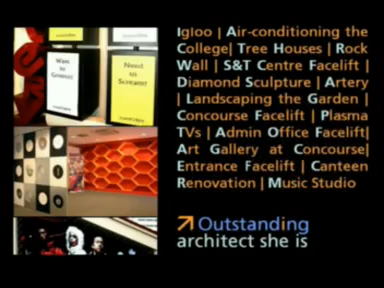 Want
to
Grimace?
Need
to
Scream?
Igloo | Air-conditioning the
College| Tree Houses | Rock
Wall | S&T Centre Facelift |
Diamond Sculpture | Artery
| Landscaping the Garden |
Concourse Facelift | Plasma
TVs | Admin Office Facelift|
Art Gallery at Concourse|
Entrance Facelift | Canteen
Renovation | Music Studio
Outstanding
architect she is